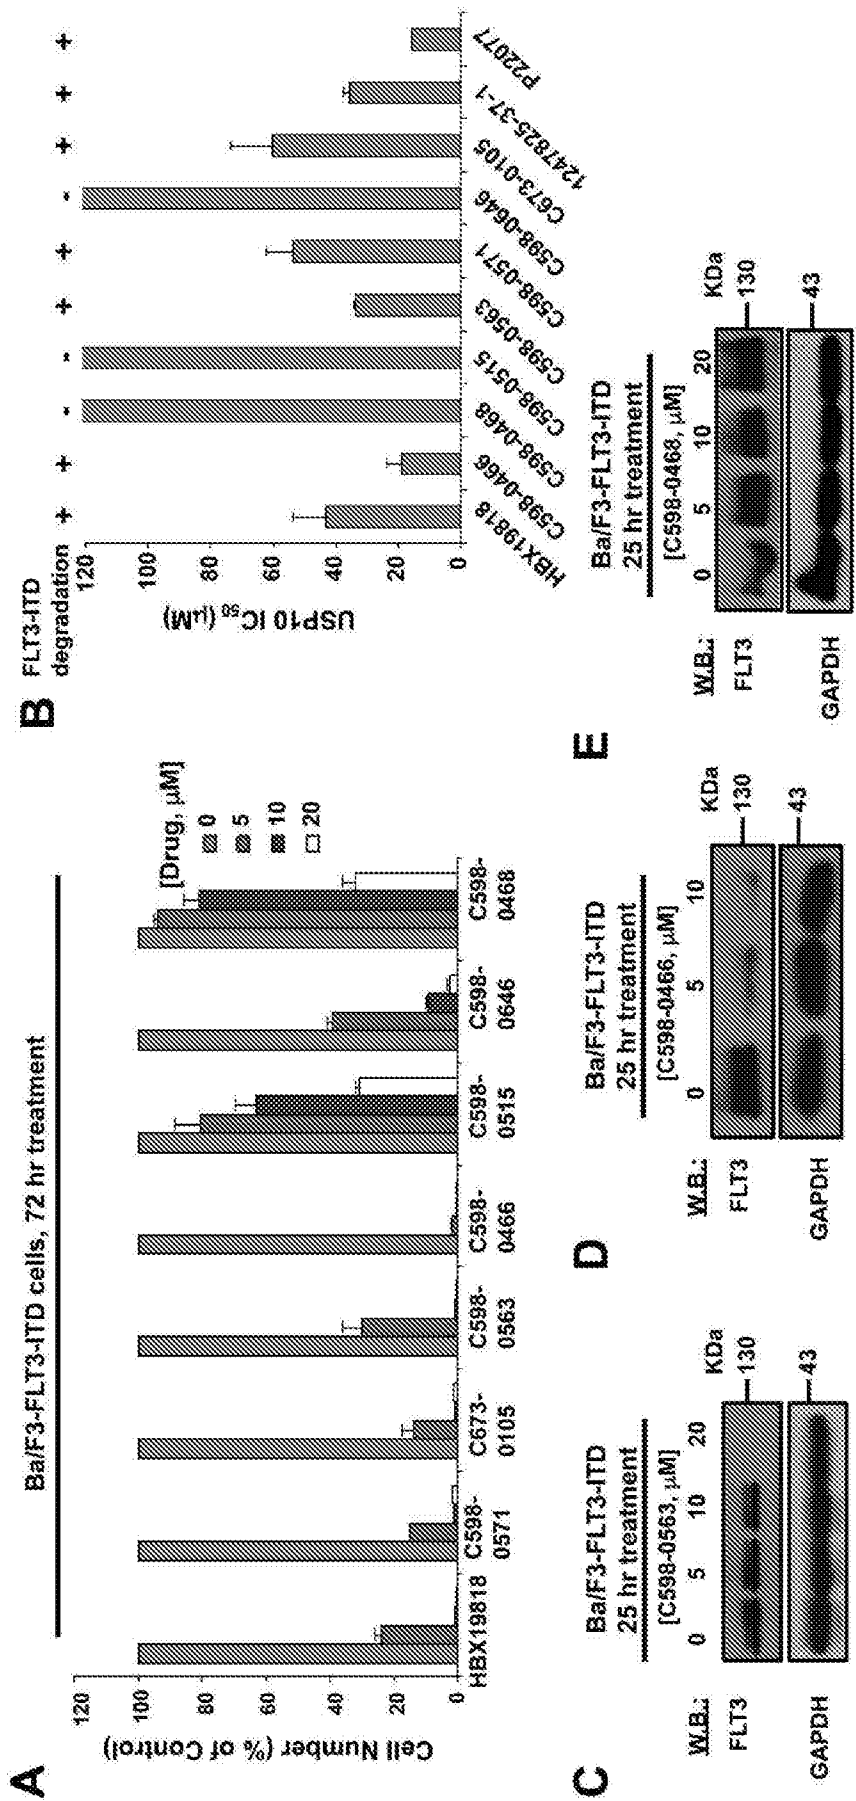 A
Ba/F3-FLT3-ITD cells, 72 hr treatment
Cell Number (% of Control)
120
100
80
60
40
20
0
[Drug, µM]
0
5
10
20
HBX19818
C598-
0571
C673-
0105
C598-
0563
C598-
0466
C598-
0515
C598-
0646
C598-
0468
B
FLT3-ITD
degradation
+ + - - + + - + + +
USP10 IC50 (µM)
120
100
80
60
40
20
0
HBX19818
C598-0466
C598-0468
C598-0515
C598-0563
C598-0571
C598-0646
C673-0105
1247825-37-1
P22077
C
Ba/F3-FLT3-ITD
25 hr treatment
[C598-0563, µM]
W.B.: 0 5 10 20 KDa
FLT3 130
GAPDH 43
D
Ba/F3-FLT3-ITD
25 hr treatment
[C598-0466, µM]
W.B.: 0 5 10 KDa
FLT3 130
GAPDH 43
E
Ba/F3-FLT3-ITD
25 hr treatment
[C598-0468, µM]
W.B.: 0 5 10 20 KDa
FLT3 130
GAPDH 43